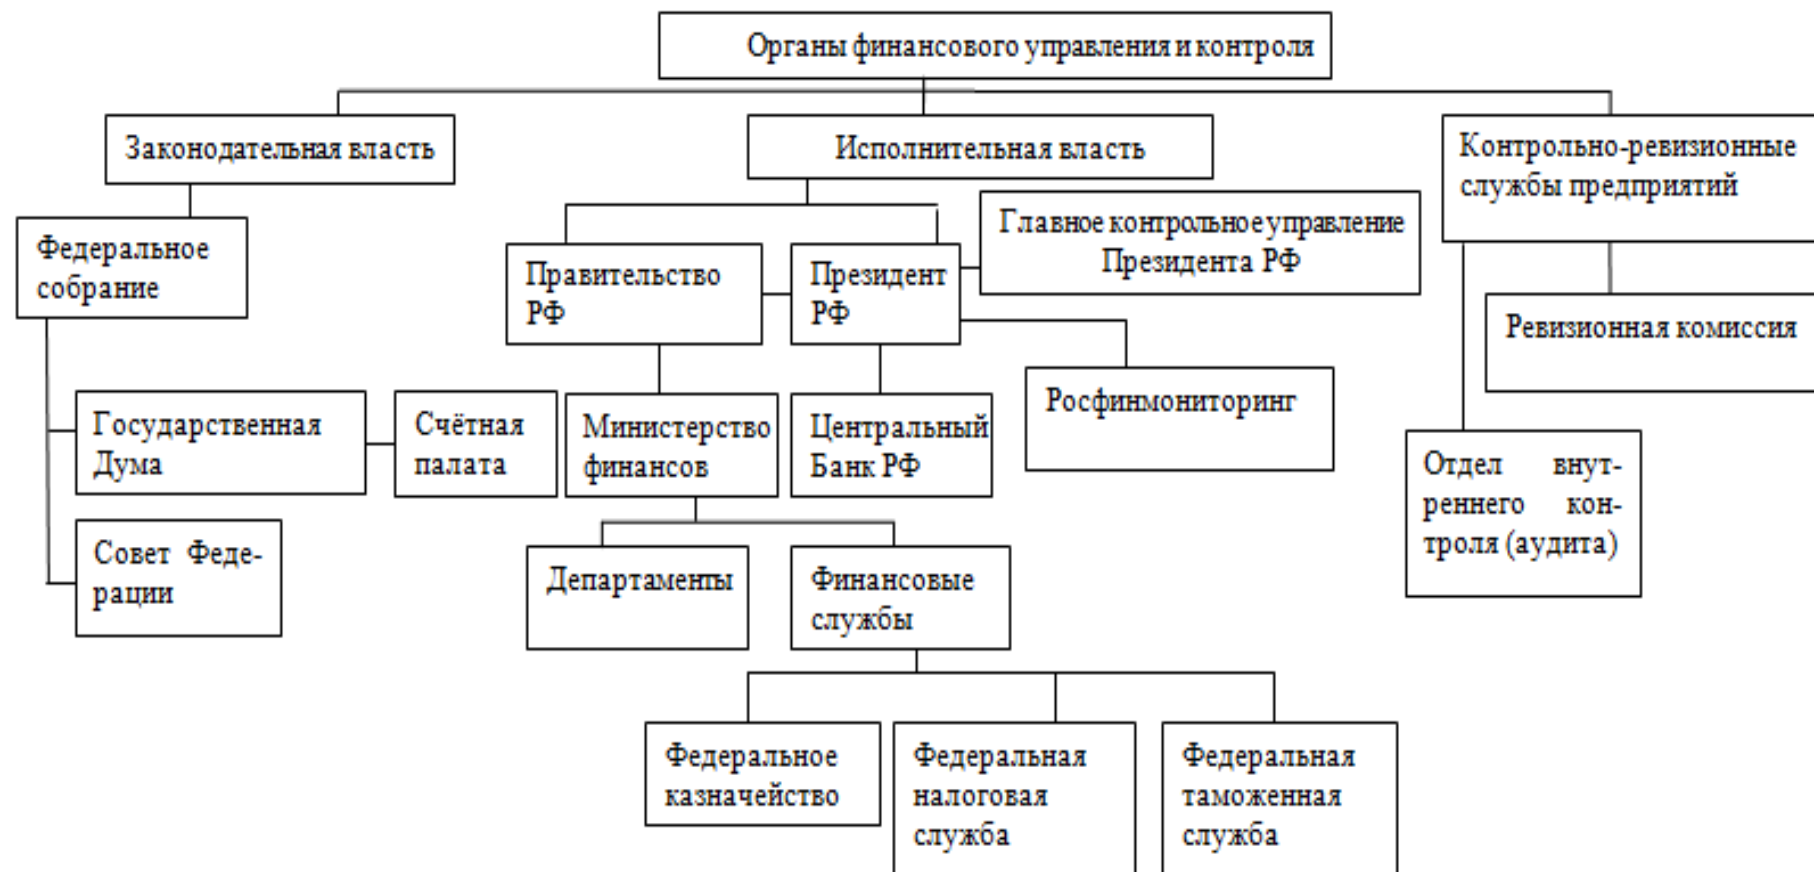 Органы финансового управления и контроля
Законодательная власть
Исполнительная власть
Контрольно-ревизионные
службы предприятий
Федеральное
собрание
Правительство
РФ
Президент
РФ
Главное контрольное управление
Президента РФ
Ревизионная комиссия
Государственная
Дума
Счётная
палата
Министерство
финансов
Центральный
Банк РФ
Росфинмониторинг
Отдел внут-
реннего кон-
троля (аудита)
Совет Феде-
рации
Департаменты
Финансовые
службы
Федеральное
казначейство
Федеральная
налоговая
служба
Федеральная
таможенная
служба